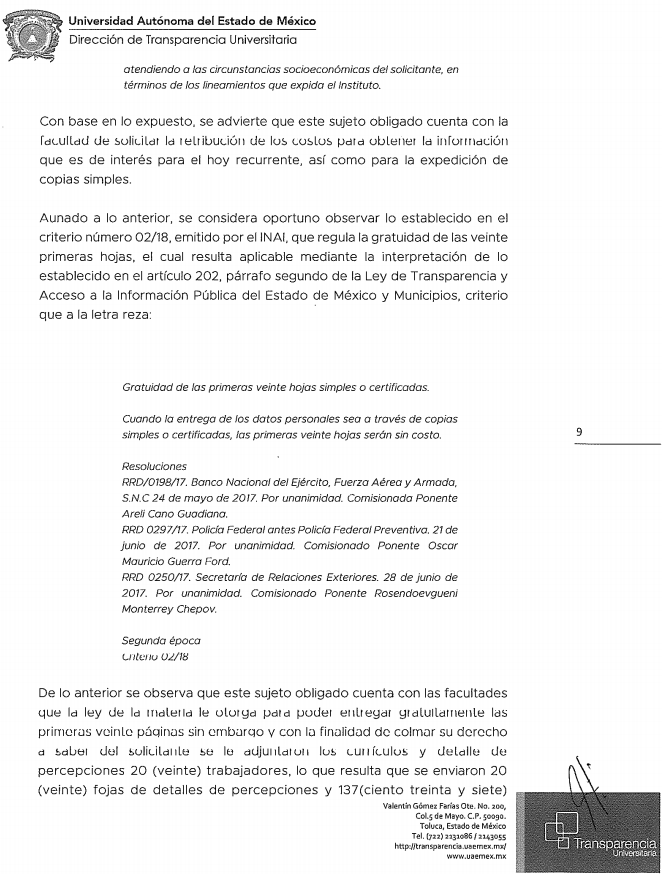 Universidad Autónoma del Estado de México
Dirección de Transparencia Universitaria
atendiendo a las circunstancias socioeconómicas del solicitante, en
términos de los lineamientos que expida el Instituto.
Con base en lo expuesto, se advierte que este sujeto obligado cuenta con la
facultad de solicitar la retribución de los costos para obtener la información
que es de interés para el hoy recurrente, así como para la expedición de
copias simples.
Aunado a lo anterior, se considera oportuno observar lo establecido en el
criterio número 02/18, emitido por el INAI, que regula la gratuidad de las veinte
primeras hojas, el cual resulta aplicable mediante la interpretación de lo
establecido en el artículo 202, párrafo segundo de la Ley de Transparencia y
Acceso a la Información Pública del Estado de México y Municipios, criterio
que a la letra reza:
Gratuidad de las primeras veinte hojas simples o certificadas.
Cuando la entrega de los datos personales sea a través de copias
simples o certificadas, las primeras veinte hojas serán sin costo.
9
Resoluciones
RRD/0198/17. Banco Nacional del Ejército, Fuerza Aérea y Armada,
S.N.C 24 de mayo de 2017. Por unanimidad. Comisionada Ponente
Areli Cano Guadiana.
RRD 0297/17. Policía Federal antes Policía Federal Preventiva. 21 de
junio de 2017. Por unanimidad. Comisionado Ponente Oscar
Mauricio Guerra Ford.
RRD 0250/17. Secretaría de Relaciones Exteriores. 28 de junio de
2017. Por unanimidad. Comisionado Ponente Rosendoevgueni
Monterrey Chepov.
Segunda época
Criterio 02/18
De lo anterior se observa que este sujeto obligado cuenta con las facultades
que la ley de la materia le otorga para poder entregar gratuitamente las
primeras veinte páginas sin embargo y con la finalidad de colmar su derecho
a saber del solicitante se le adjuntaron los currículos y detalle de
percepciones 20 (veinte) trabajadores, lo que resulta que se enviaron 20
(veinte) fojas de detalles de percepciones y 137(ciento treinta y siete)
Valentín Gómez Farías Ote. No. 200,
Col.5 de Mayo. C.P. 50090.
Toluca, Estado de México
Tel. (722) 2131086 / 2143055
http://transparencia.uaemex.mx/
www.uaemex.mx
Transparencia
Universitaria